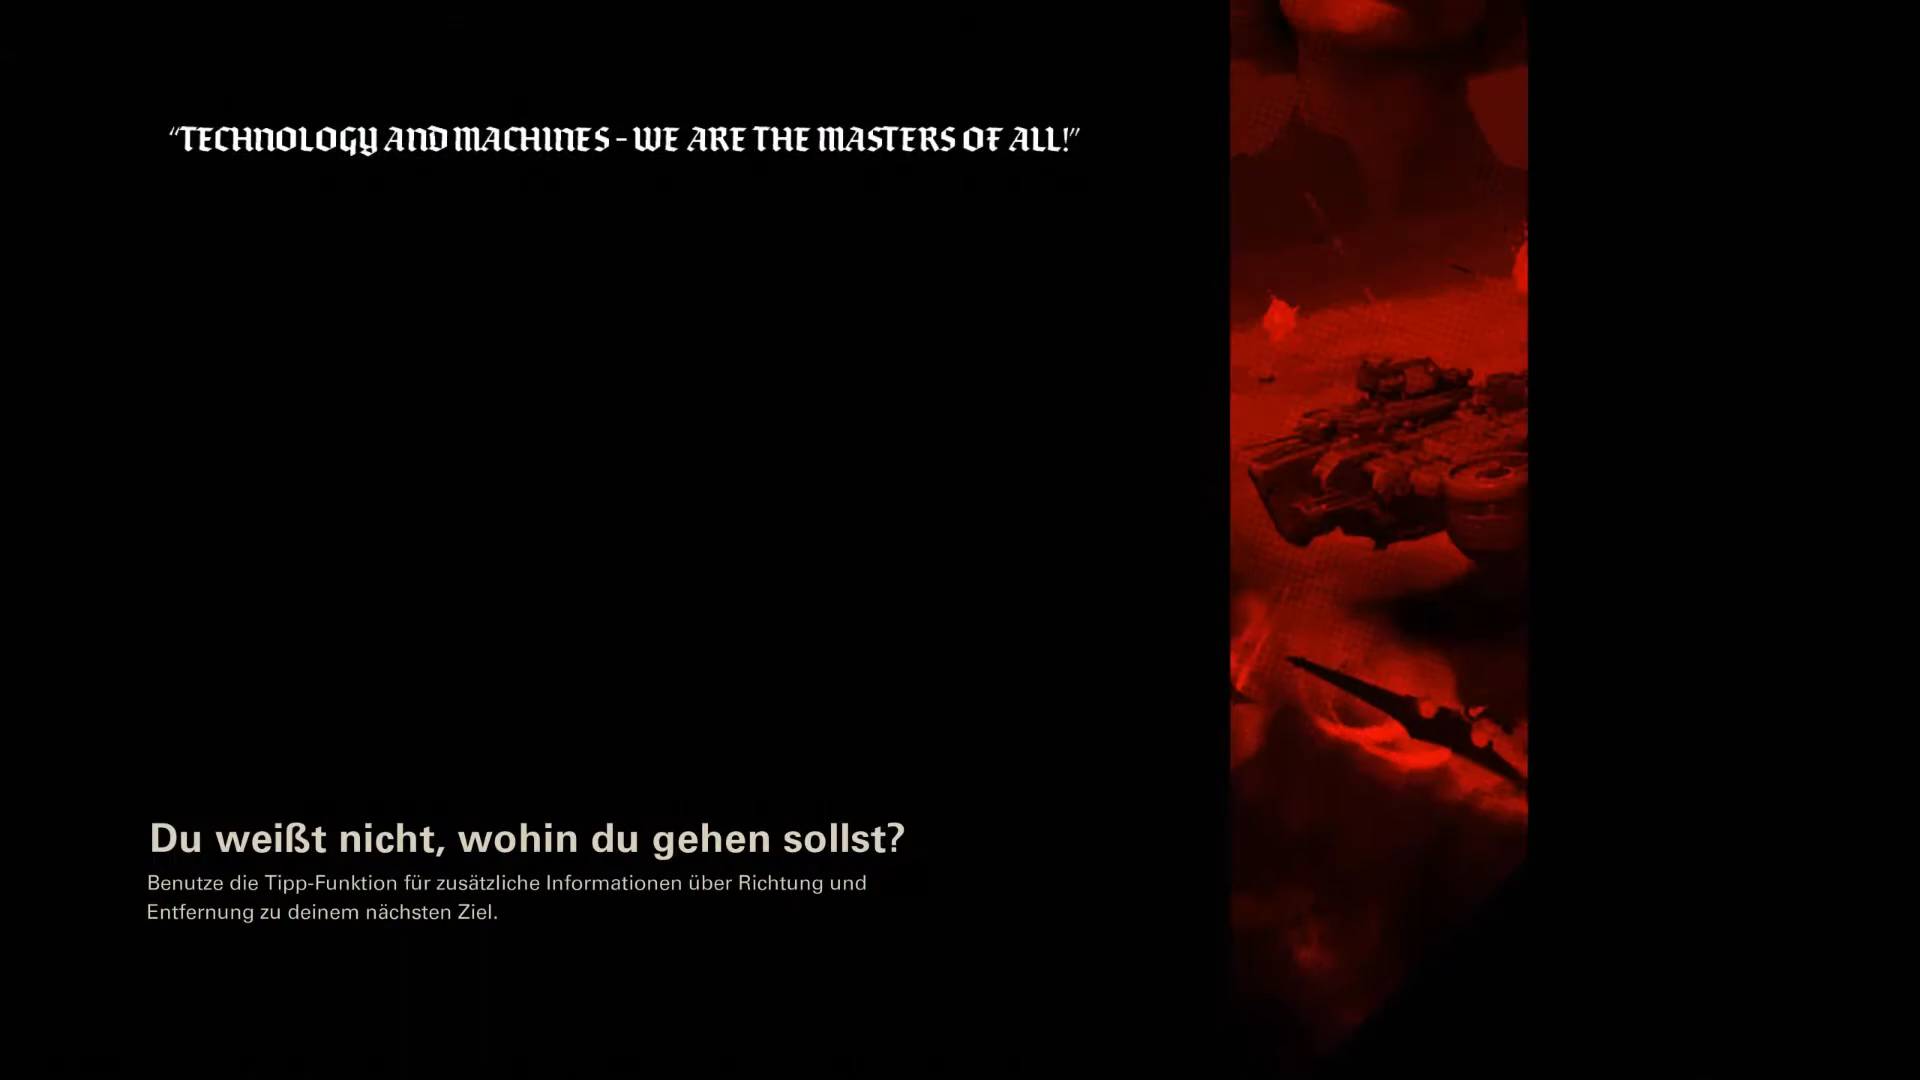 “TECHNOLOGY AND MACHINES - WE ARE THE MASTERS OF ALL!”
Du weißt nicht, wohin du gehen sollst?
Benutze die Tipp-Funktion für zusätzliche Informationen über Richtung und
Entfernung zu deinem nächsten Ziel.